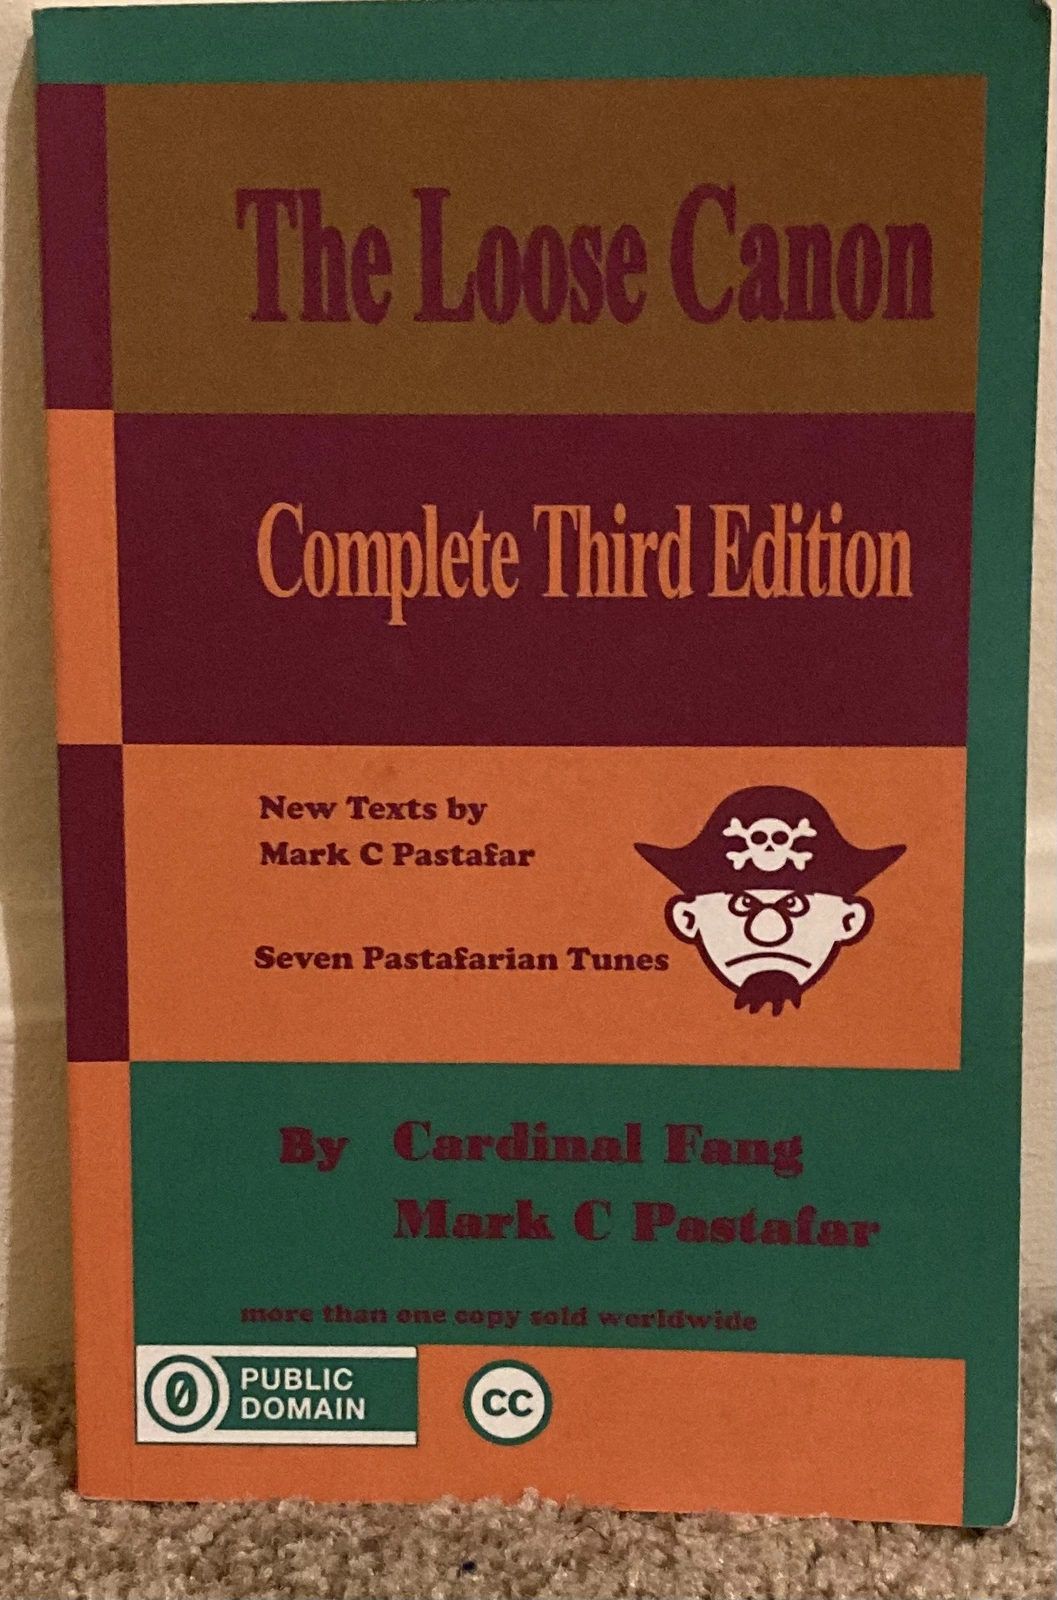 The Loose Canon
Complete Third Edition
New Texts by
Mark C Pastafar
Seven Pastafarian Tunes
By Cardinal Fang
Mark C Pastafar
more than one copy sold worldwide
0 PUBLIC
DOMAIN
CC